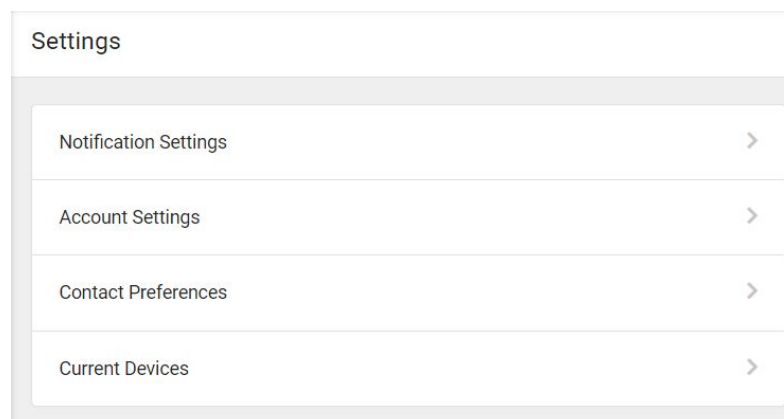 Settings
Notification Settings
Account Settings
Contact Preferences
Current Devices